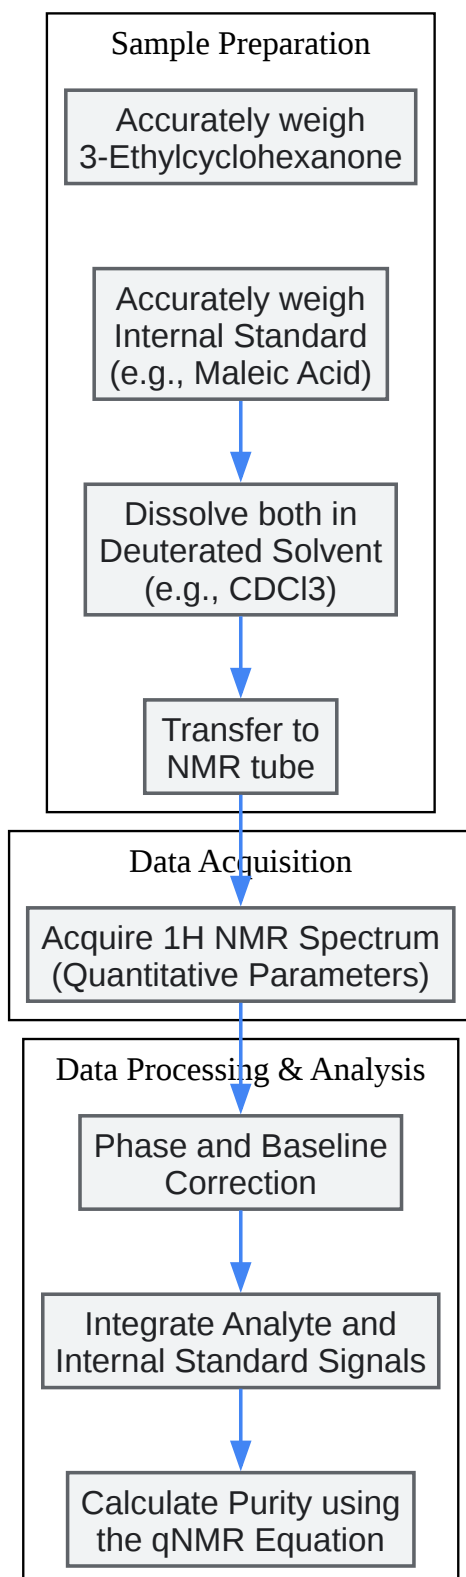 Sample Preparation
Accurately weigh
3-Ethylcyclohexanone
Accurately weigh
Internal Standard
(e.g., Maleic Acid)
Dissolve both in
Deuterated Solvent
(e.g., CDCl3)
Transfer to
NMR tube
Data Acquisition
Acquire 1H NMR Spectrum
(Quantitative Parameters)
Data Processing & Analysis
Phase and Baseline
Correction
Integrate Analyte and
Internal Standard Signals
Calculate Purity using
the qNMR Equation